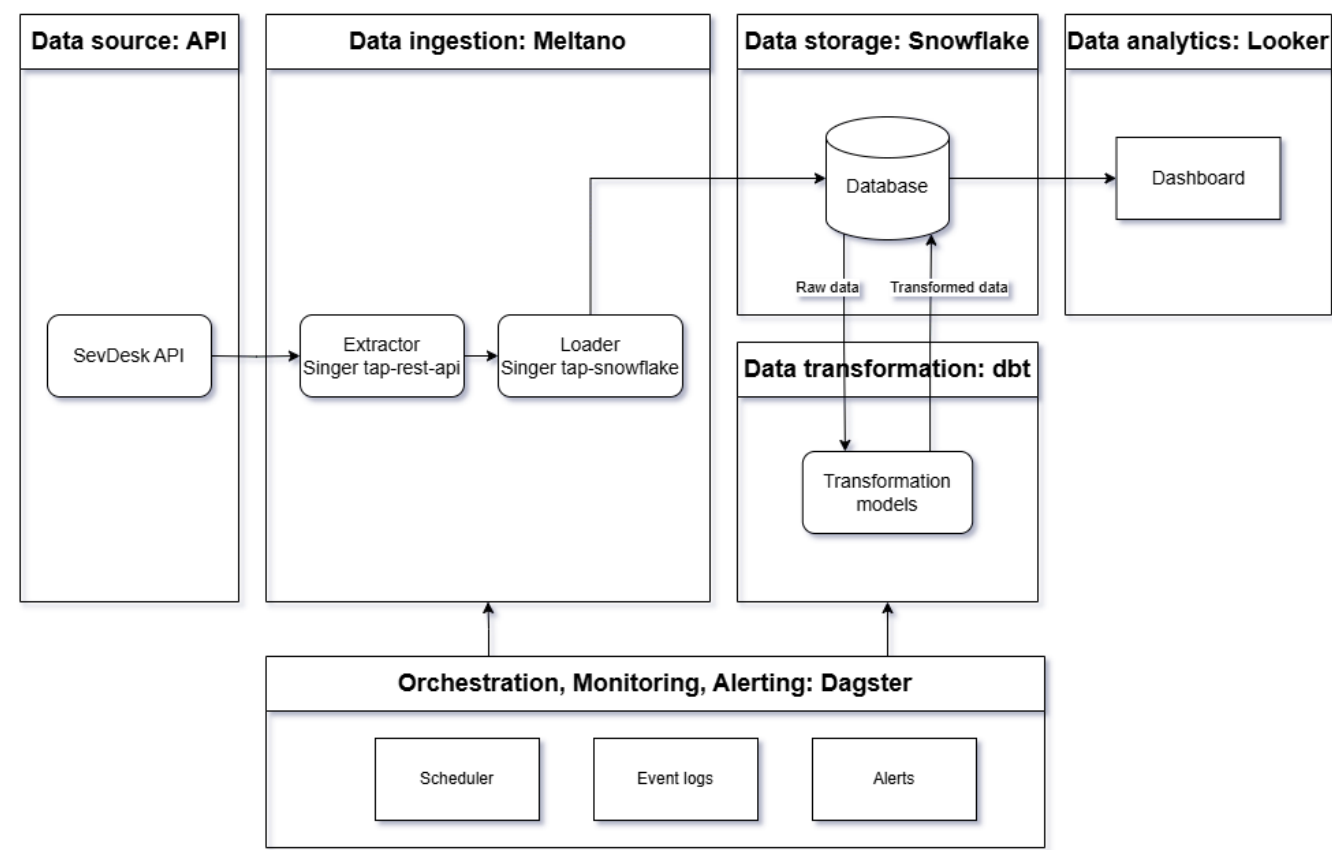 Data source: API
Data ingestion: Meltano
Data storage: Snowflake
Data analytics: Looker
Database
Dashboard
Raw data
Transformed data
SevDesk API
Extractor
Singer tap-rest-api
Loader
Singer tap-snowflake
Data transformation: dbt
Transformation
models
Orchestration, Monitoring, Alerting: Dagster
Scheduler
Event logs
Alerts